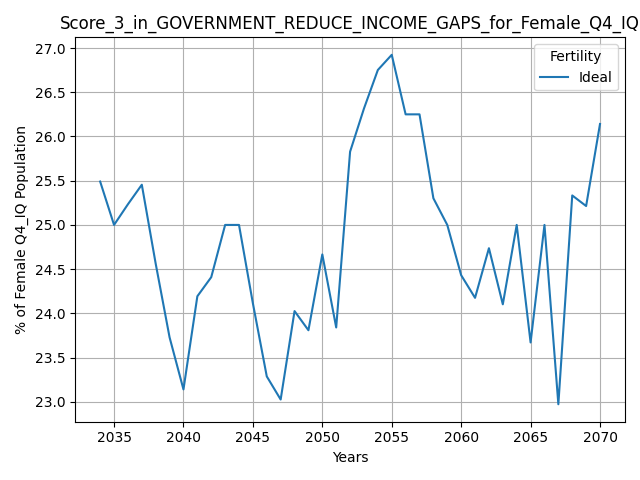 Score_3_in_GOVERNMENT_REDUCE_INCOME_GAPS_for_Female_Q4_IQ
Fertility
Ideal
27.0
26.5
26.0
25.5
25.0
24.5
24.0
23.5
23.0
% of Female Q4_IQ Population
2035 2040 2045 2050 2055 2060 2065 2070
Years